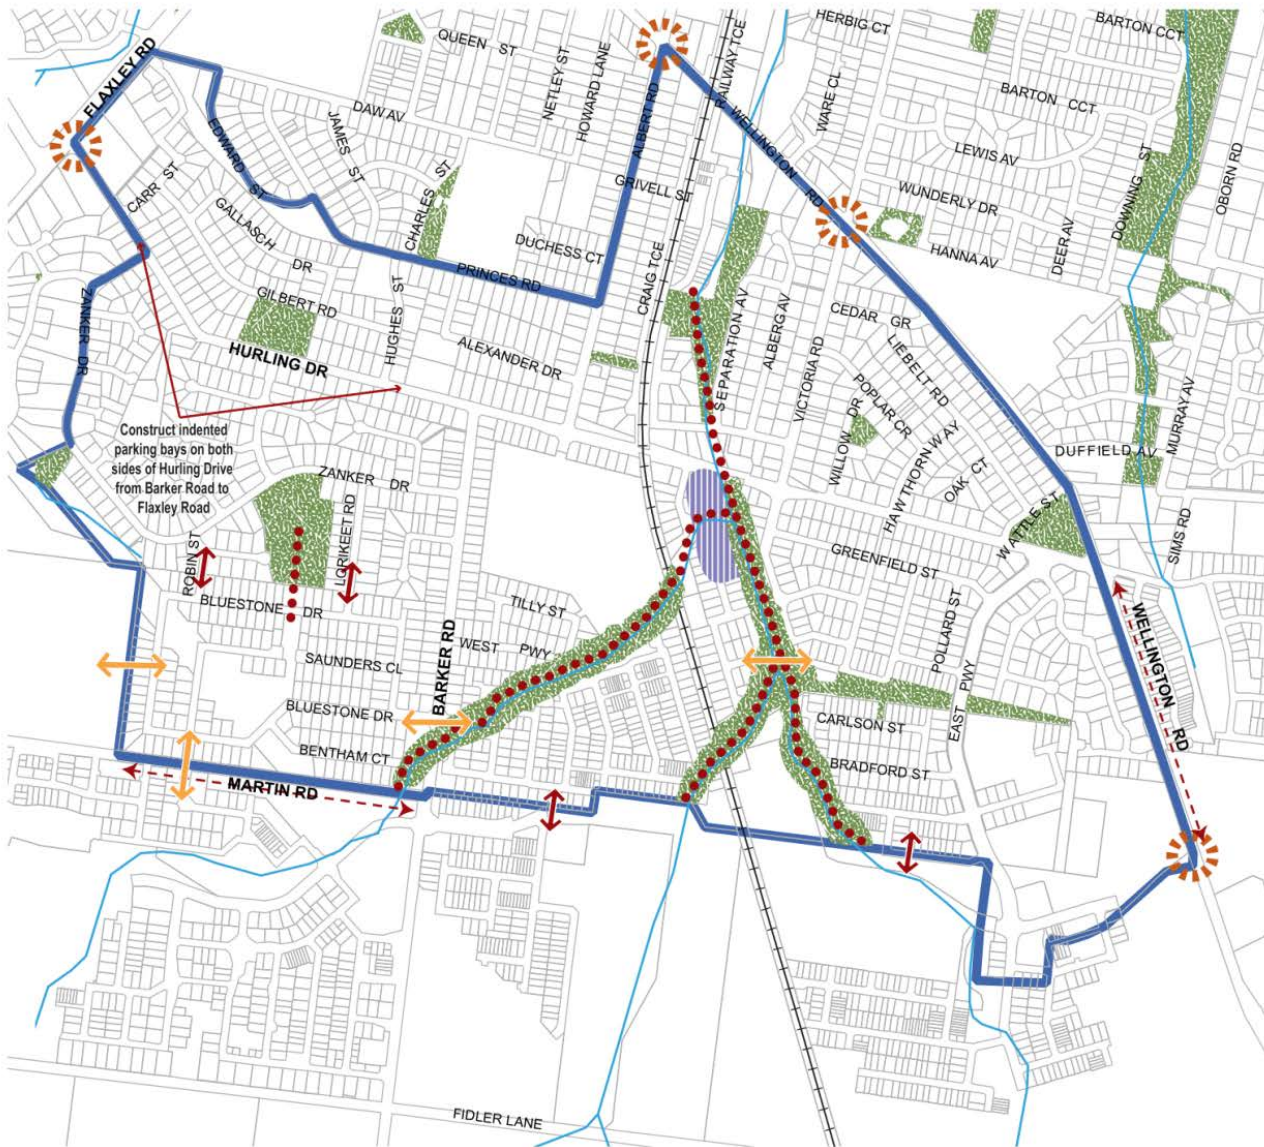 HERBIG CT
BARTON CCT
QUEEN ST
NETLEY ST
HOWARD LANE
RAILWAY TCE
FLAXLEY RD
BARTON CCT
WARE CL
DAW AV
JAMES ST
ALBERT RD
WELLINGTON RD
LEWIS AV
DOWNING ST
OBORN RD
EDWARD ST
CARR ST
CHARLES ST
GRIVELL ST
WUNDERLY DR
GALLASCH DR
DUCHESS CT
HANNA AV
DEER AV
PRINCES RD
CRAIG TCE
ZANKER DR
GILBERT RD
HUGHES ST
SEPARATION AV
ALBERG AV
CEDAR GR
HURLING DR
ALEXANDER DR
VICTORIA RD
LIEBELT RD
POPLAR CR
WILLOW DR
MURRAY AV
Construct indented
parking bays on both
sides of Hurling Drive
from Barker Road to
Flaxley Road
HAWTHORN WAY
OAK CT
DUFFIELD AV
ZANKER DR
LORIKEET RD
WATTLE ST
SIMS RD
ROBIN ST
GREENFIELD ST
BLUESTONE DR
TILLY ST
POLLARD ST
WEST PWY
SAUNDERS CL
BARKER RD
EAST PWY
WELLINGTON RD
BLUESTONE DR
CARLSON ST
BENTHAM CT
BRADFORD ST
MARTIN RD
FIDLER LANE